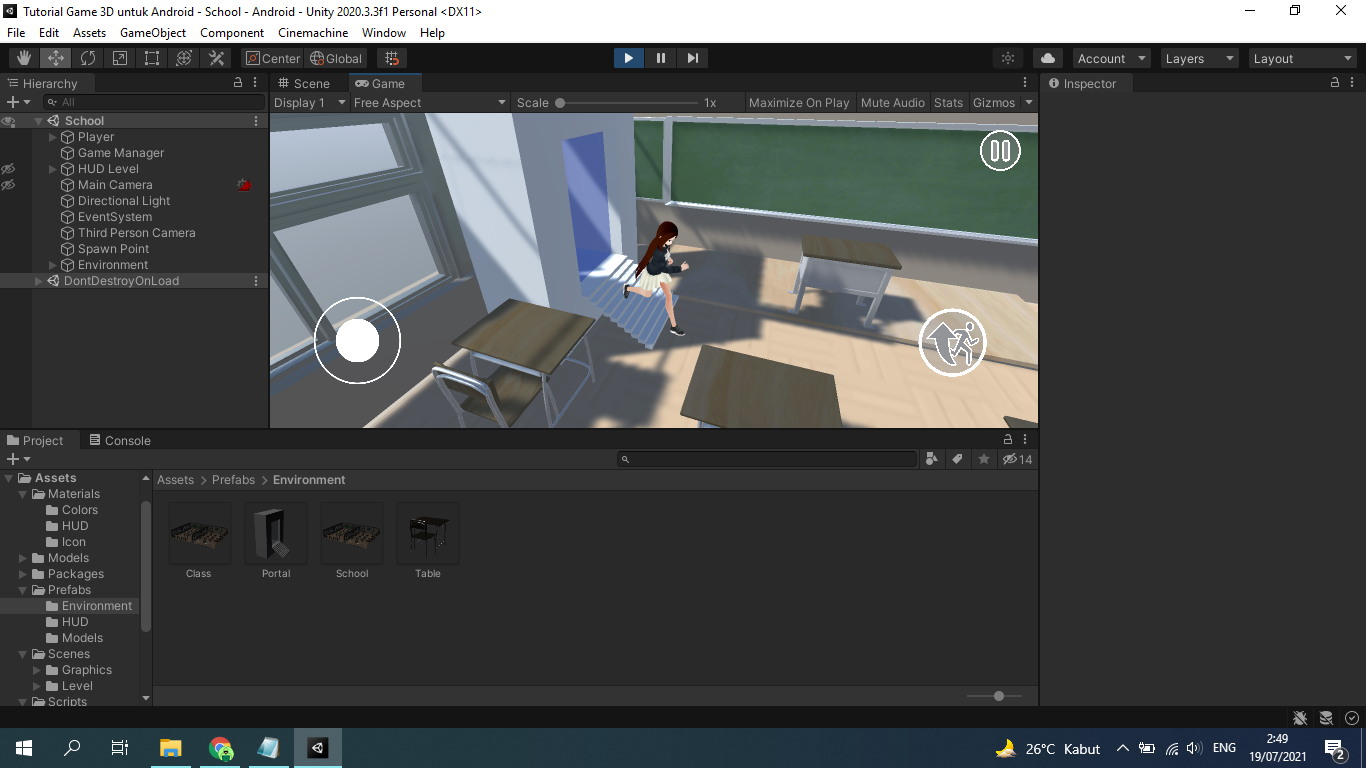 Tutorial Game 3D untuk Android - School - Android - Unity 2020.3.3f1 Personal <DX11>
File Edit Assets GameObject Component Cinemachine Window Help
Center Global Account Layers Layout
Hierarchy
All
School
Player
Game Manager
HUD Level
Main Camera
Directional Light
EventSystem
Third Person Camera
Spawn Point
Environment
DontDestroyOnLoad
Scene Game
Display 1 Free Aspect Scale 1x Maximize On Play Mute Audio Stats Gizmos
Inspector
Project Console
14
Assets
Materials
Colors
HUD
Icon
Models
Packages
Prefabs
Environment
HUD
Models
Scenes
Graphics
Level
Scripts
Assets > Prefabs > Environment
Class Portal School Table
26°C Kabut ENG
2:49
19/07/2021
2